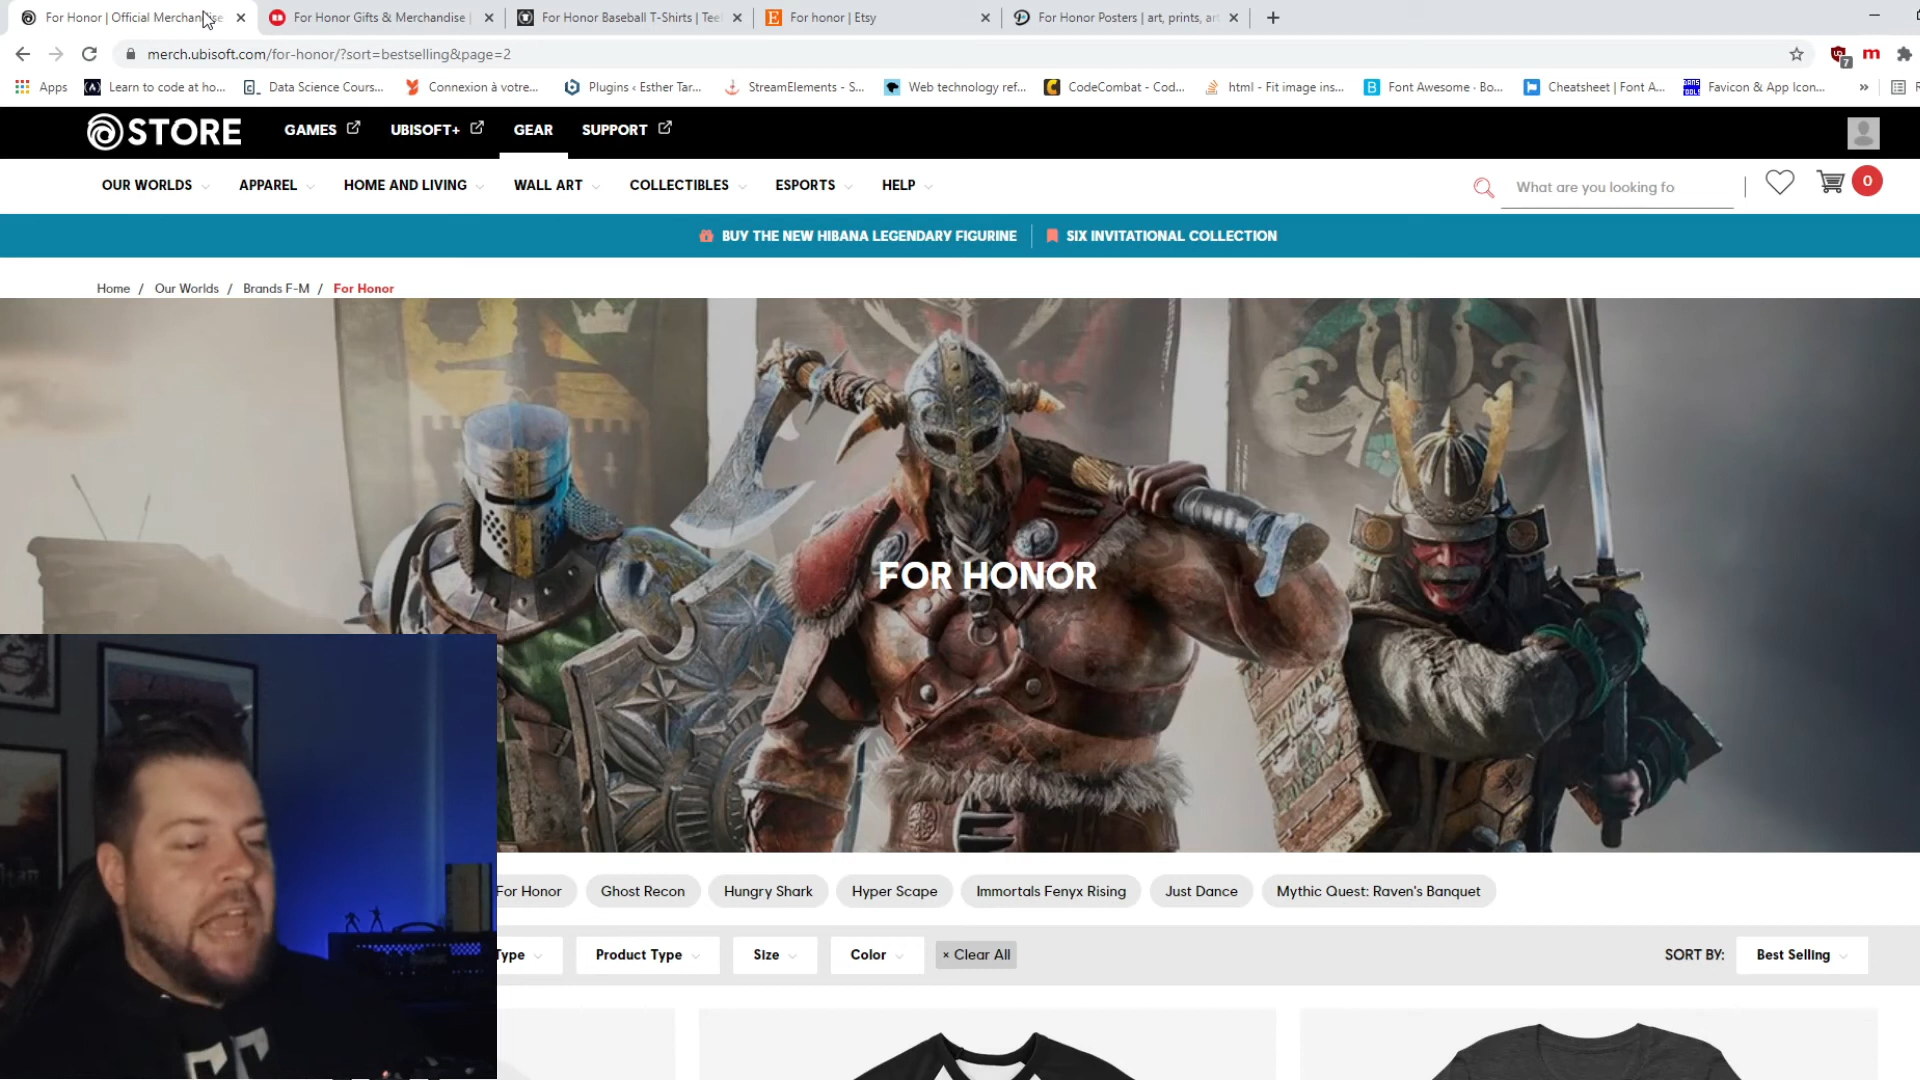 For Honor | Official Merchandise
For Honor Gifts & Merchandise |
For Honor Baseball T-Shirts | Teel
For honor | Etsy
For Honor Posters | art, prints, ar
merch.ubisoft.com/for-honor/?sort=bestselling&page=2
7
Apps
Learn to code at ho...
Data Science Cours...
Connexion à votre...
Plugins ‹ Esther Tar...
StreamElements - S...
Web technology ref...
CodeCombat - Cod...
html - Fit image ins...
Font Awesome · Bo...
Cheatsheet | Font A...
Favicon & App Icon...
»
STORE
GAMES
UBISOFT+
GEAR
SUPPORT
OUR WORLDS
APPAREL
HOME AND LIVING
WALL ART
COLLECTIBLES
ESPORTS
HELP
What are you looking fo
0
BUY THE NEW HIBANA LEGENDARY FIGURINE
SIX INVITATIONAL COLLECTION
Home / Our Worlds / Brands F-M / For Honor
FOR HONOR
For Honor
Ghost Recon
Hungry Shark
Hyper Scape
Immortals Fenyx Rising
Just Dance
Mythic Quest: Raven's Banquet
Type
Product Type
Size
Color
× Clear All
SORT BY:
Best Selling